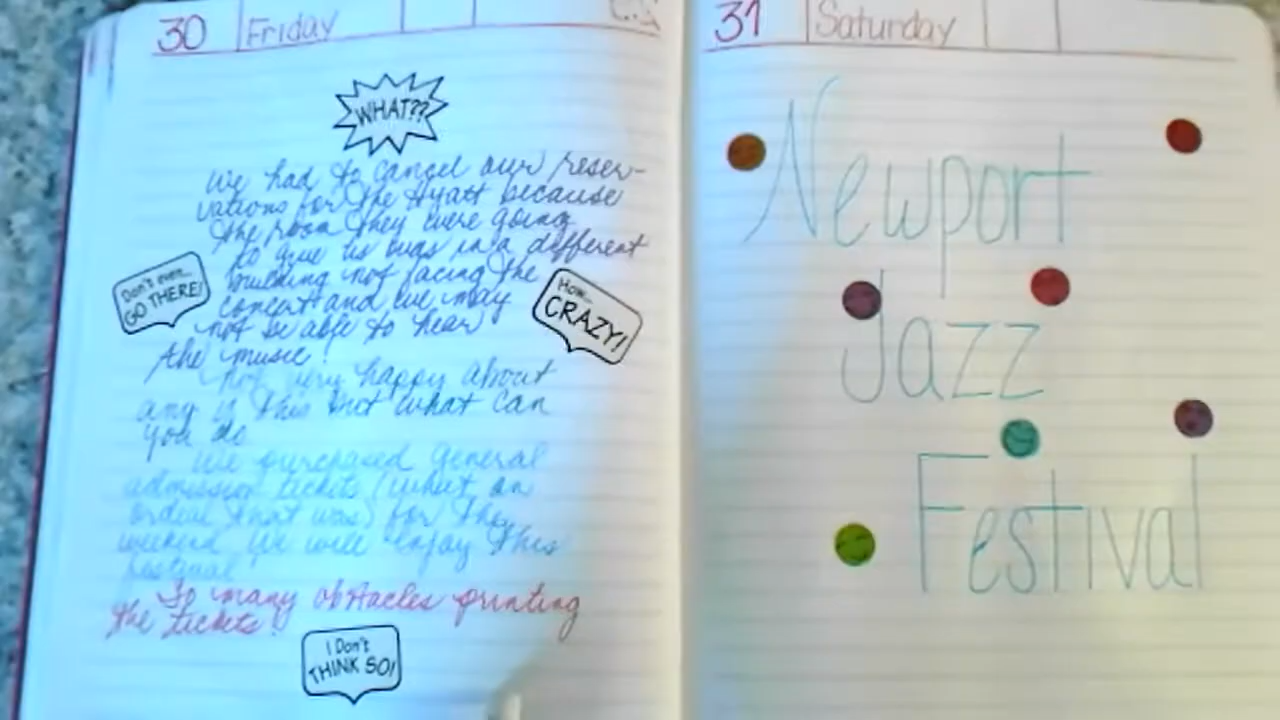 30 Friday
WHAT??
We had to cancel our reser-
vations for the Hyatt because
the room they were going
to give us was in a different
building not facing the
concert and we may
not be able to hear
the music!
Don't even...
GO THERE!
How...
CRAZY!
Not very happy about
any of this but what can
you do.
We purchased general
admission tickets (what an
ordeal that was) for the
weekend. We will enjoy this
festival!
So many obstacles printing
the tickets!
I Don't
THINK SO!
31 Saturday
Newport
Jazz
Festival